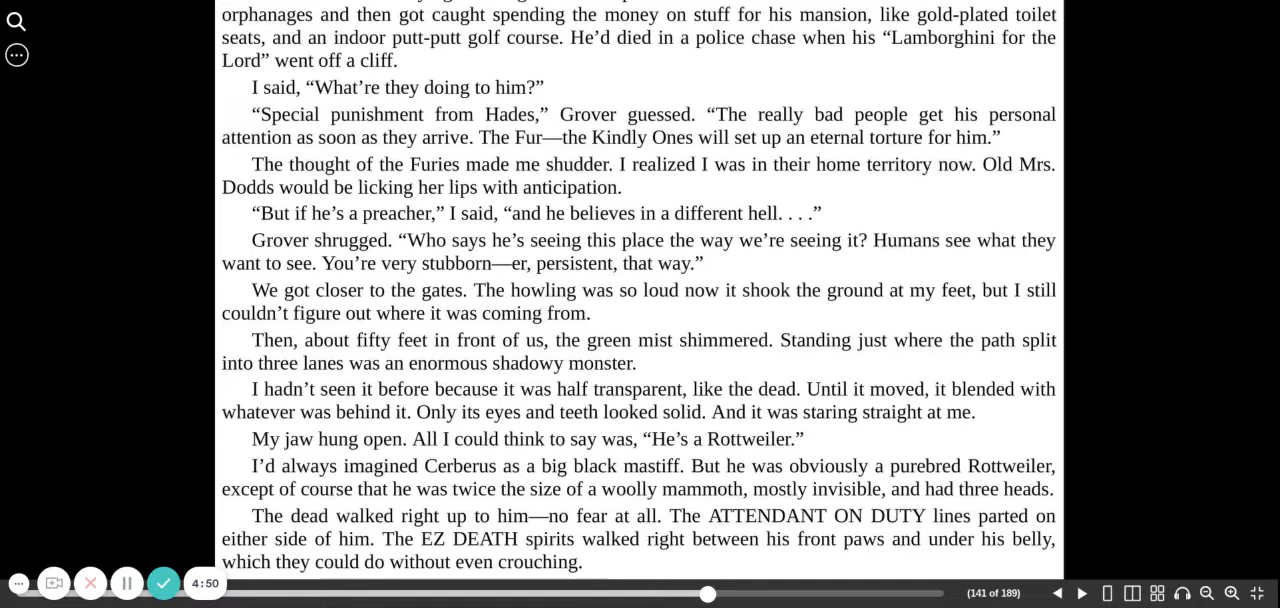 orphanages and then got caught spending the money on stuff for his mansion, like gold-plated toilet
seats, and an indoor putt-putt golf course. He’d died in a police chase when his “Lamborghini for the
Lord” went off a cliff.
I said, “What’re they doing to him?”
“Special punishment from Hades,” Grover guessed. “The really bad people get his personal
attention as soon as they arrive. The Fur—the Kindly Ones will set up an eternal torture for him.”
The thought of the Furies made me shudder. I realized I was in their home territory now. Old Mrs.
Dodds would be licking her lips with anticipation.
“But if he’s a preacher,” I said, “and he believes in a different hell. . . .”
Grover shrugged. “Who says he’s seeing this place the way we’re seeing it? Humans see what they
want to see. You’re very stubborn—er, persistent, that way.”
We got closer to the gates. The howling was so loud now it shook the ground at my feet, but I still
couldn’t figure out where it was coming from.
Then, about fifty feet in front of us, the green mist shimmered. Standing just where the path split
into three lanes was an enormous shadowy monster.
I hadn’t seen it before because it was half transparent, like the dead. Until it moved, it blended with
whatever was behind it. Only its eyes and teeth looked solid. And it was staring straight at me.
My jaw hung open. All I could think to say was, “He’s a Rottweiler.”
I’d always imagined Cerberus as a big black mastiff. But he was obviously a purebred Rottweiler,
except of course that he was twice the size of a woolly mammoth, mostly invisible, and had three heads.
The dead walked right up to him—no fear at all. The ATTENDANT ON DUTY lines parted on
either side of him. The EZ DEATH spirits walked right between his front paws and under his belly,
which they could do without even crouching.
4:50
(141 of 189)